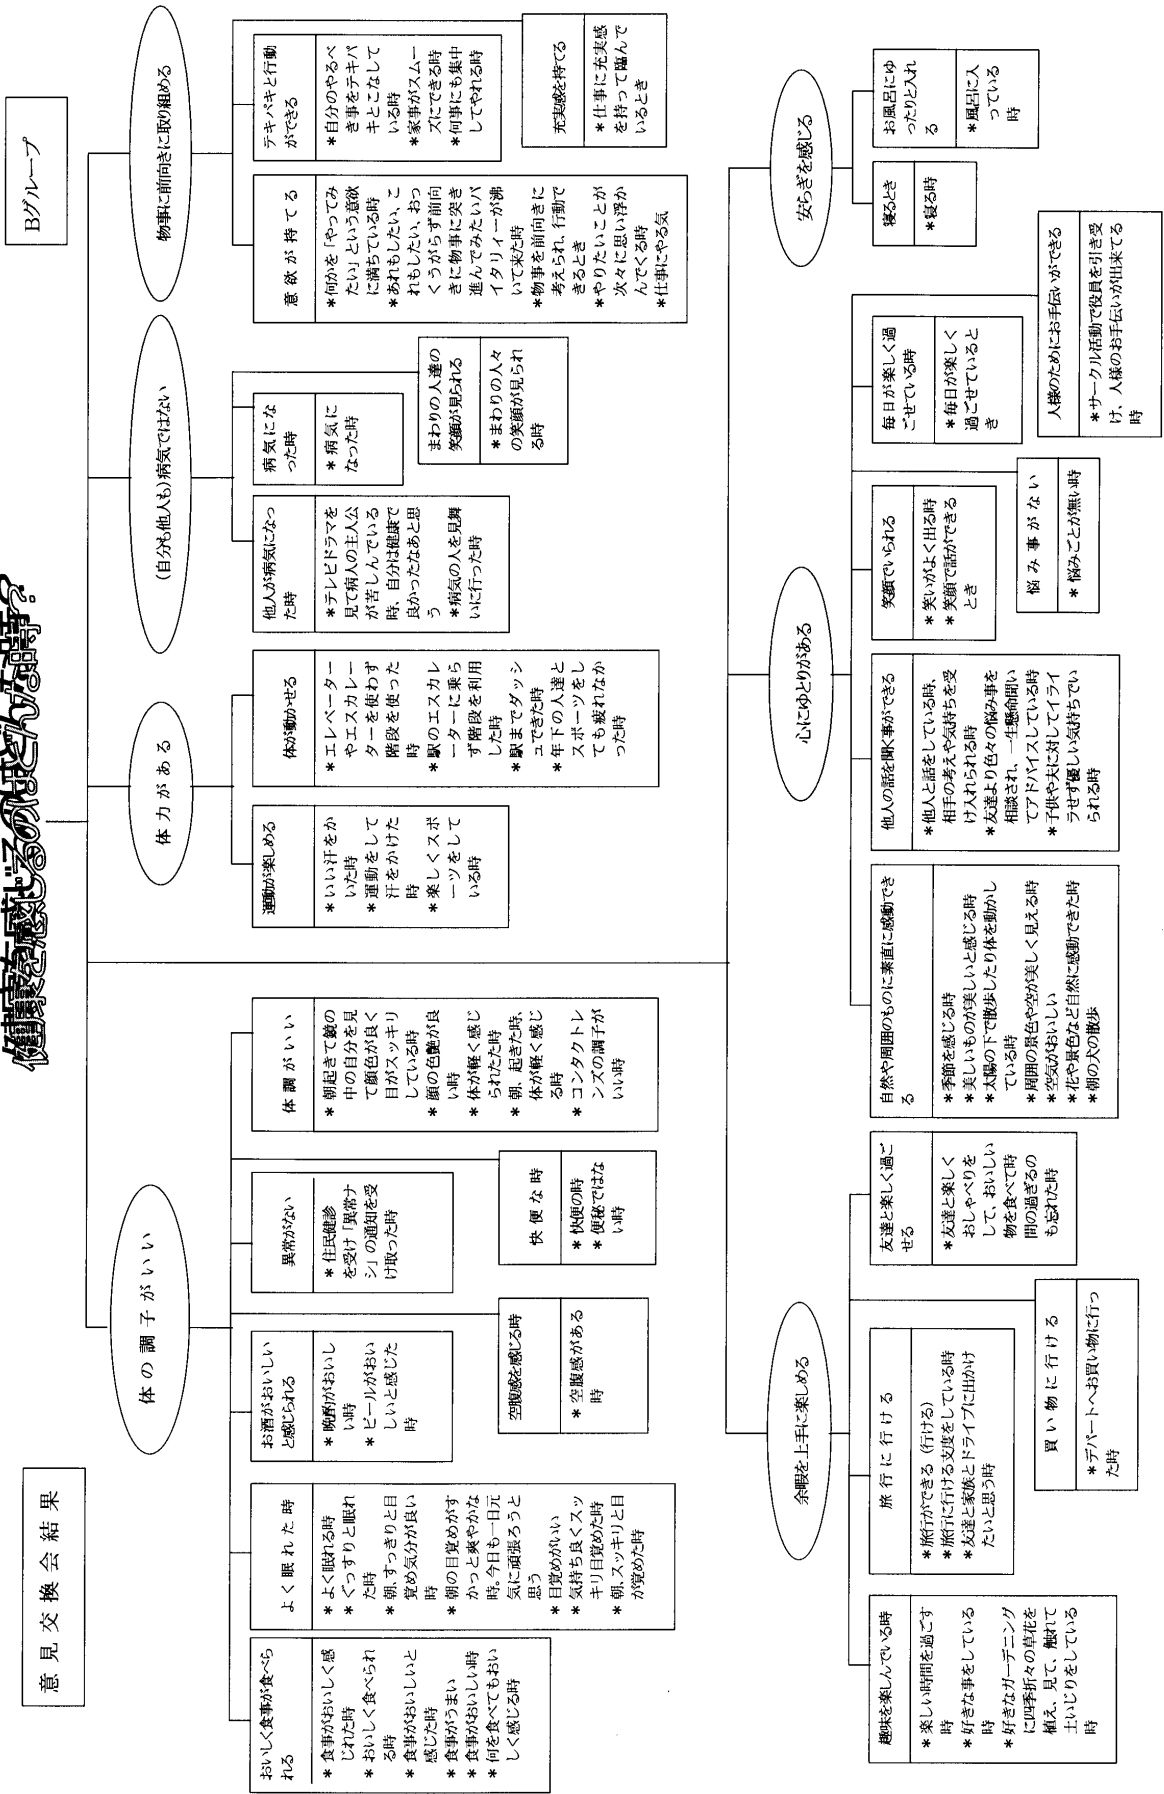 意見交換会結果
健康を感じるのはどんな時?
Bグループ
体の調子がいい
おいしく食事が食べら
れる
*食事がおいしく感
じれた時
*おいしく食べられ
る時
*食事がおいしいと
感じた時
*食事がうまい
*食事がおいしい時
*何を食べてもおい
しく感じる時
よく眠れた時
*よく眠れる時
*ぐっすりと眠れ
た時
*朝、すっきりと目
覚め気分が良い
時
*朝の目覚めがす
かっと爽やかな
時。今日も一日元
気に頑張ろうと
思う
*目覚めがいい
*気持ち良くスッ
キリ目覚めた時
*朝、スッキリと目
が覚めた時
お酒がおいしい
と感じられる
*晩酌がおいし
い時
*ビールがおい
しいと感じた
時
空腹感を感じる時
*空腹感がある
時
異常がない
*住民健診
を受け「異常ナ
シ」の通知を受
け取った時
快便な時
*快便の時
*便秘ではな
い時
体調がいい
*朝起きて鏡の
中の自分を見
て顔色が良く
目がスッキリ
している時
*顔の色艶が良
い時
*体が軽く感じ
られたた時
*朝、起きた時、
体が軽く感じ
る時
*コンタクトレ
ンズの調子が
いい時
体力がある
運動が楽しめる
*いい汗をか
いた時
*運動をして
汗をかけた
時
*楽しくスポ
ーツをして
いる時
体が動かせる
*エレベーター
やエスカレー
ターを使わず
階段を使った
時
*駅のエスカレ
ーターに乗ら
ず階段を利用
した時
*駅までダッシ
ュできた時
*年下の人達と
スポーツをし
ても疲れなか
った時
(自分も他人も)病気ではない
他人が病気になっ
た時
*テレビドラマを
見て病人の主人公
が苦しんでいる
時、自分は健康で
良かったなあと思
う
*病気の人を見舞
いに行った時
病気にな
った時
*病気に
なった時
まわりの人達の
笑顔が見られる
*まわりの人々
の笑顔が見られ
る時
物事に前向きに取り組める
意欲が持てる
*何かを「やってみ
たい」という意欲
に満ちている時
*あれもしたい、こ
れもしたい、おっ
くうがらず前向
きに物事に突き
進んでみたいバ
イタリィーが沸
いて来た時
*物事を前向きに
考えられ、行動で
きるとき
*やりたいことが
次々に思い浮か
んでくる時
*仕事にやる気
テキパキと行動
ができる
*自分のやるべ
き事をテキパ
キとこなして
いる時
*家事がスムー
ズにできる時
*何事にも集中
してやれる時
充実感を持てる
*仕事に充実感
を持って臨んで
いるとき
余暇を上手に楽しめる
趣味を楽しんでいる時
*楽しい時間を過ごす
時
*好きな事をしている
時
*好きなガーデニング
に四季折々の草花を
植え、見て、触れて
土いじりをしている
時
旅行に行ける
*旅行ができる(行ける)
*旅行に行ける支度をしている時
*友達と家族とドライブに出かけ
たいと思う時
買い物に行ける
*デパートへお買い物に行っ
た時
友達と楽しく過ご
せる
*友達と楽しく
おしゃべりを
して、おいしい
物を食べて時
間の過ぎるの
も忘れた時
心にゆとりがある
自然や周囲のものに素直に感動でき
る
*季節を感じる時
*美しいものが美しいと感じる時
*太陽の下で散歩したり体を動かし
ている時
*周囲の景色や空が美しく見える時
*空気がおいしい
*花や景色など自然に感動できた時
*朝の犬の散歩
他人の話を聞く事ができる
*他人と話をしている時、
相手の考えや気持ちを受
け入れられる時
*友達より色々の悩み事を
相談され、一生懸命聞い
てアドバイスしている時
*子供や夫に対してイライ
ラせず優しい気持ちでい
られる時
笑顔でいられる
*笑いがよく出る時
*笑顔で話ができる
とき
悩み事がない
*悩みごとが無い時
毎日が楽しく過
ごせている時
*毎日が楽しく
過ごせていると
き
人様のためにお手伝いができる
*サークル活動で役員を引き受
け、人様のお手伝いが出来てる
時
安らぎを感じる
寝るとき
*寝る時
お風呂にゆ
ったりと入れ
る
*風呂に入
っている
時